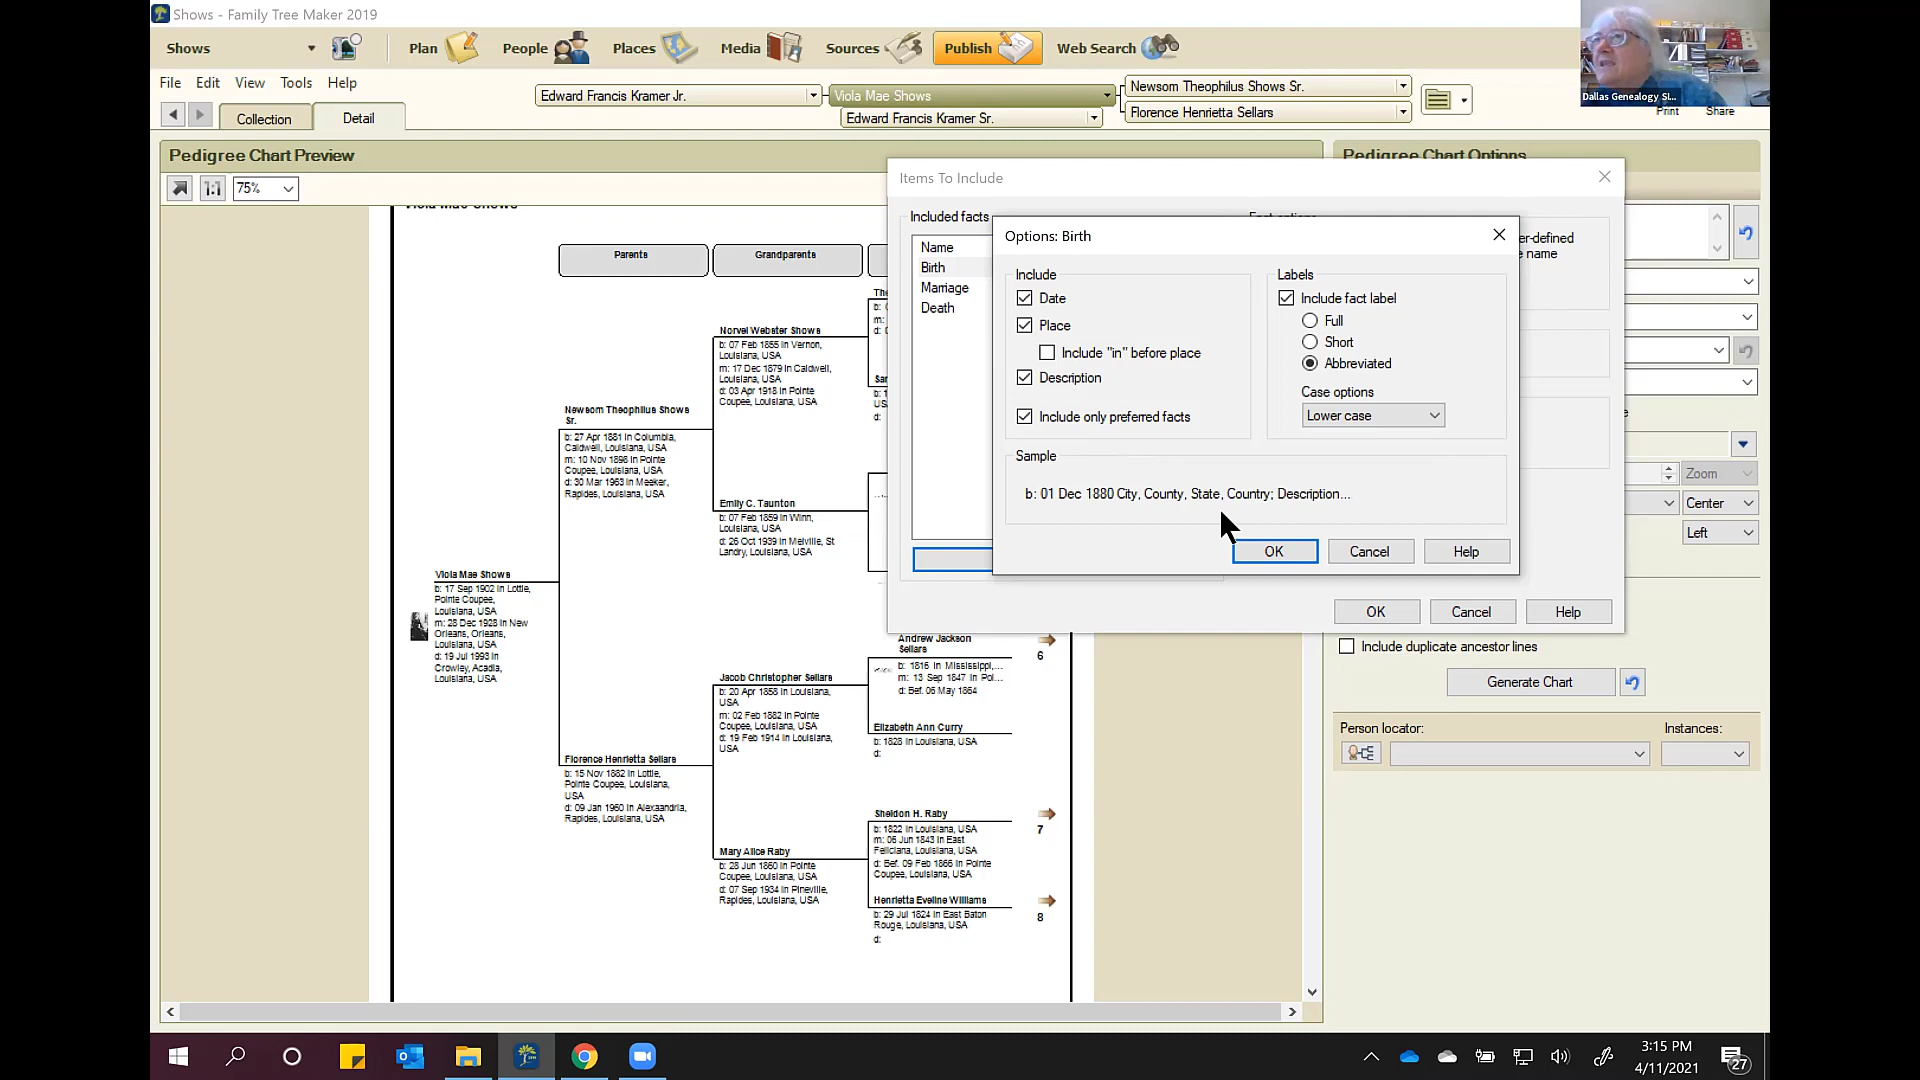 Shows - Family Tree Maker 2019
Shows
Plan
People
Places
Media
Sources
Publish
Web Search
Dallas Genealogy SI...
File Edit View Tools Help
Edward Francis Kramer Jr.
Viola Mae Shows
Edward Francis Kramer Sr.
Newsom Theophilus Shows Sr.
Florence Henrietta Sellars
Print
Share
Collection
Detail
Pedigree Chart Preview
Pedigree Chart Options
1:1
75%
Viola Mae Shows
Parents
Grandparents
Norvel Webster Shows
b: 07 Feb 1855 in Vernon,
Louisiana, USA
m: 17 Dec 1879 in Caldwell,
Louisiana, USA
d: 03 Apr 1918 in Pointe
Coupee, Louisiana, USA
Newsom Theophilus Shows
Sr.
b: 27 Apr 1881 in Columbia,
Caldwell, Louisiana, USA
m: 10 Nov 1898 in Pointe
Coupee, Louisiana, USA
d: 30 Mar 1963 in Meeker,
Rapides, Louisiana, USA
Emily C. Taunton
b: 07 Feb 1859 in Winn,
Louisiana, USA
d: 26 Oct 1939 in Melville, St
Landry, Louisiana, USA
Viola Mae Shows
b: 17 Sep 1902 in Lottie,
Pointe Coupee,
Louisiana, USA
m: 28 Dec 1928 in New
Orleans, Orleans,
Louisiana, USA
d: 19 Jul 1993 in
Crowley, Acadia,
Louisiana, USA
Jacob Christopher Sellars
b: 20 Apr 1858 in Louisiana,
USA
m: 02 Feb 1882 in Pointe
Coupee, Louisiana, USA
d: 19 Feb 1914 in Louisiana,
USA
Florence Henrietta Sellars
b: 15 Nov 1882 in Lottie,
Pointe Coupee, Louisiana,
USA
d: 09 Jan 1960 in Alexaandria,
Rapides, Louisiana, USA
Mary Alice Raby
b: 28 Jun 1860 in Pointe
Coupee, Louisiana, USA
d: 07 Sep 1934 in Pineville,
Rapides, Louisiana, USA
Andrew Jackson
Sellars
b: 1816 in Mississippi,...
m: 13 Sep 1847 in Poi...
d: Bef. 06 May 1864
6
Elizabeth Ann Curry
b: 1828 in Louisiana, USA
d:
Sheldon H. Raby
b: 1822 in Louisiana, USA
m: 06 Jun 1843 in East
Feliciana, Louisiana, USA
d: Bef. 09 Feb 1866 in Pointe
Coupee, Louisiana, USA
7
Henrietta Eveline Williams
b: 29 Jul 1824 in East Baton
Rouge, Louisiana, USA
d:
8
Items To Include
Included facts
Name
Birth
Marriage
Death
Options: Birth
Include
Date
Place
Include "in" before place
Description
Include only preferred facts
Labels
Include fact label
Full
Short
Abbreviated
Case options
Lower case
Sample
b: 01 Dec 1880 City, County, State, Country; Description...
OK
Cancel
Help
OK
Cancel
Help
er-defined
name
Zoom
Center
Left
Include duplicate ancestor lines
Generate Chart
Person locator:
Instances:
3:15 PM
4/11/2021
27